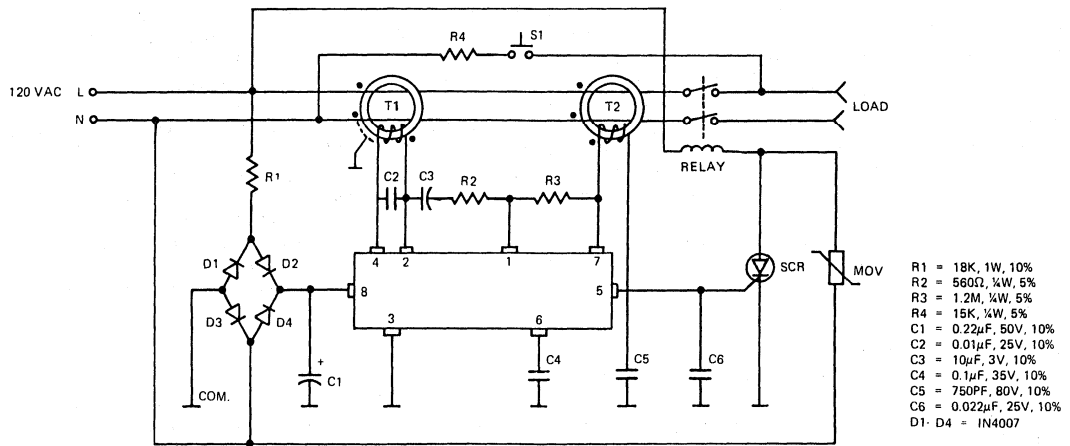 R4
S1
120 VAC L
N
T1
T2
LOAD
RELAY
R1
C2
C3
R2
R3
D1
D2
D3
D4
4
2
1
7
8
3
6
5
SCR
MOV
COM.
+
C1
C4
C5
C6
R1 = 18K, 1W, 10%
R2 = 560Ω, ¼W, 5%
R3 = 1.2M, ¼W, 5%
R4 = 15K, ¼W, 5%
C1 = 0.22µF, 50V, 10%
C2 = 0.01µF, 25V, 10%
C3 = 10µF, 3V, 10%
C4 = 0.1µF, 35V, 10%
C5 = 750PF, 80V, 10%
C6 = 0.022µF, 25V, 10%
D1- D4 = IN4007